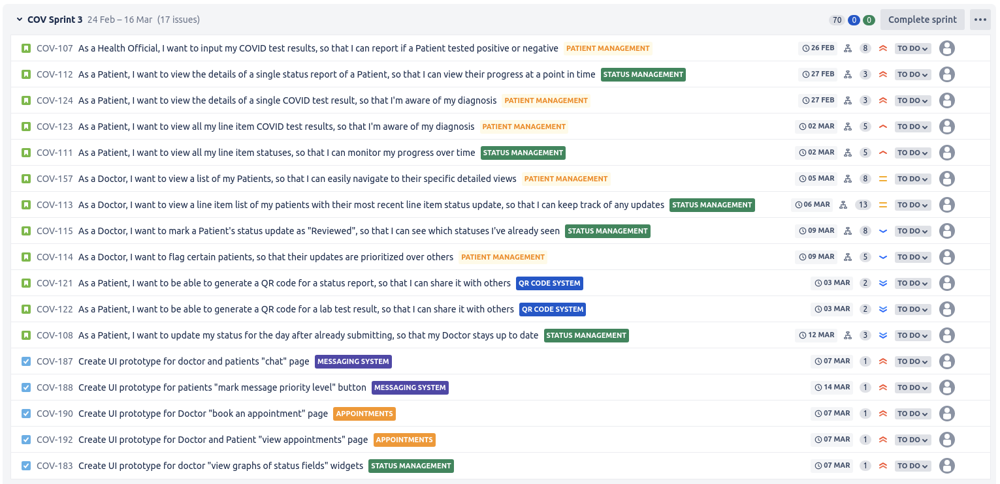 COV Sprint 3 24 Feb – 16 Mar (17 issues) 70 0 0 Complete sprint
COV-107 As a Health Official, I want to input my COVID test results, so that I can report if a Patient tested positive or negative PATIENT MANAGEMENT 26 FEB 8 TO DO
COV-112 As a Patient, I want to view the details of a single status report of a Patient, so that I can view their progress at a point in time STATUS MANAGEMENT 27 FEB 3 TO DO
COV-124 As a Patient, I want to view the details of a single COVID test result, so that I'm aware of my diagnosis PATIENT MANAGEMENT 27 FEB 3 TO DO
COV-123 As a Patient, I want to view all my line item COVID test results, so that I'm aware of my diagnosis PATIENT MANAGEMENT 02 MAR 5 TO DO
COV-111 As a Patient, I want to view all my line item statuses, so that I can monitor my progress over time STATUS MANAGEMENT 02 MAR 5 TO DO
COV-157 As a Doctor, I want to view a list of my Patients, so that I can easily navigate to their specific detailed views PATIENT MANAGEMENT 05 MAR 8 TO DO
COV-113 As a Doctor, I want to view a line item list of my patients with their most recent line item status update, so that I can keep track of any updates STATUS MANAGEMENT 06 MAR 13 TO DO
COV-115 As a Doctor, I want to mark a Patient's status update as "Reviewed", so that I can see which statuses I've already seen STATUS MANAGEMENT 09 MAR 8 TO DO
COV-114 As a Doctor, I want to flag certain patients, so that their updates are prioritized over others PATIENT MANAGEMENT 09 MAR 5 TO DO
COV-121 As a Patient, I want to be able to generate a QR code for a status report, so that I can share it with others QR CODE SYSTEM 03 MAR 2 TO DO
COV-122 As a Patient, I want to be able to generate a QR code for a lab test result, so that I can share it with others QR CODE SYSTEM 03 MAR 2 TO DO
COV-108 As a Patient, I want to update my status for the day after already submitting, so that my Doctor stays up to date STATUS MANAGEMENT 12 MAR 3 TO DO
COV-187 Create UI prototype for doctor and patients "chat" page MESSAGING SYSTEM 07 MAR 1 TO DO
COV-188 Create UI prototype for patients "mark message priority level" button MESSAGING SYSTEM 14 MAR 1 TO DO
COV-190 Create UI prototype for Doctor "book an appointment" page APPOINTMENTS 07 MAR 1 TO DO
COV-192 Create UI prototype for Doctor and Patient "view appointments" page APPOINTMENTS 07 MAR 1 TO DO
COV-183 Create UI prototype for doctor "view graphs of status fields" widgets STATUS MANAGEMENT 07 MAR 1 TO DO